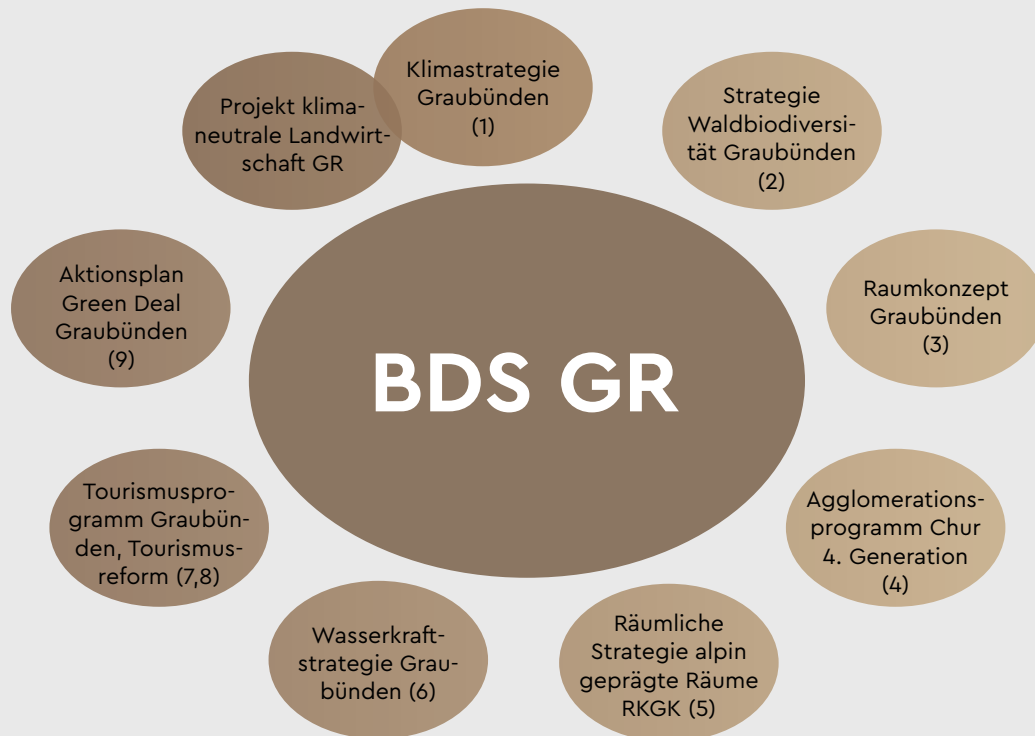 Klimastrategie
Graubünden
(1)
Strategie
Waldbiodiversi-
tät Graubünden
(2)
Raumkonzept
Graubünden
(3)
Agglomerations-
programm Chur
4. Generation
(4)
Räumliche
Strategie alpin
geprägte Räume
RKGK (5)
Wasserkraft-
strategie Grau-
bünden (6)
Tourismuspro-
gramm Graubün-
den, Tourismus-
reform (7,8)
Aktionsplan
Green Deal
Graubünden
(9)
Projekt klima-
neutrale Landwirt-
schaft GR
BDS GR